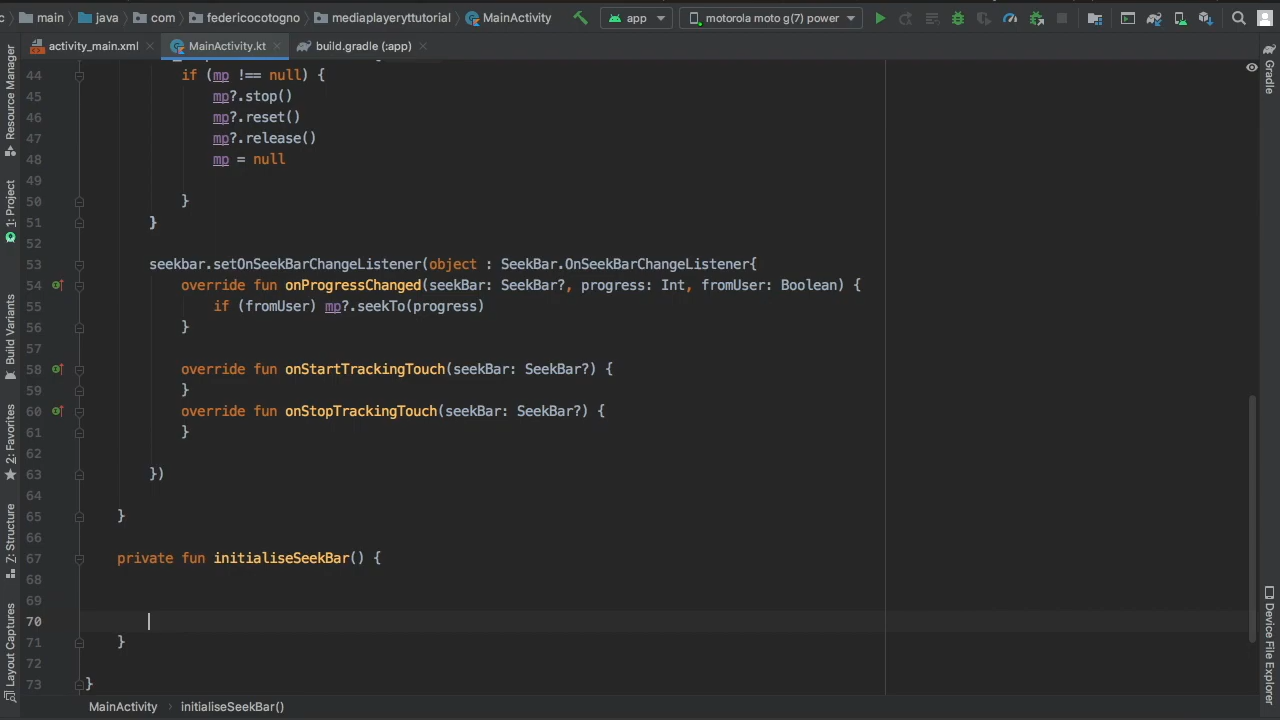 main
java
com
federicocotogno
mediaplayeryttutorial
MainActivity
app
motorola moto g(7) power
activity_main.xml
MainActivity.kt
build.gradle (:app)
Resource Manager
1: Project
Build Variants
2: Favorites
Z: Structure
Layout Captures
Gradle
Device File Explorer
44 if (mp !== null) {
45 mp?.stop()
46 mp?.reset()
47 mp?.release()
48 mp = null
49
50 }
51 }
52
53 seekbar.setOnSeekBarChangeListener(object : SeekBar.OnSeekBarChangeListener{
54 override fun onProgressChanged(seekBar: SeekBar?, progress: Int, fromUser: Boolean) {
55 if (fromUser) mp?.seekTo(progress)
56 }
57
58 override fun onStartTrackingTouch(seekBar: SeekBar?) {
59 }
60 override fun onStopTrackingTouch(seekBar: SeekBar?) {
61 }
62
63 })
64
65 }
66
67 private fun initialiseSeekBar() {
68
69
70
71 }
72
73 }
MainActivity
initialiseSeekBar()